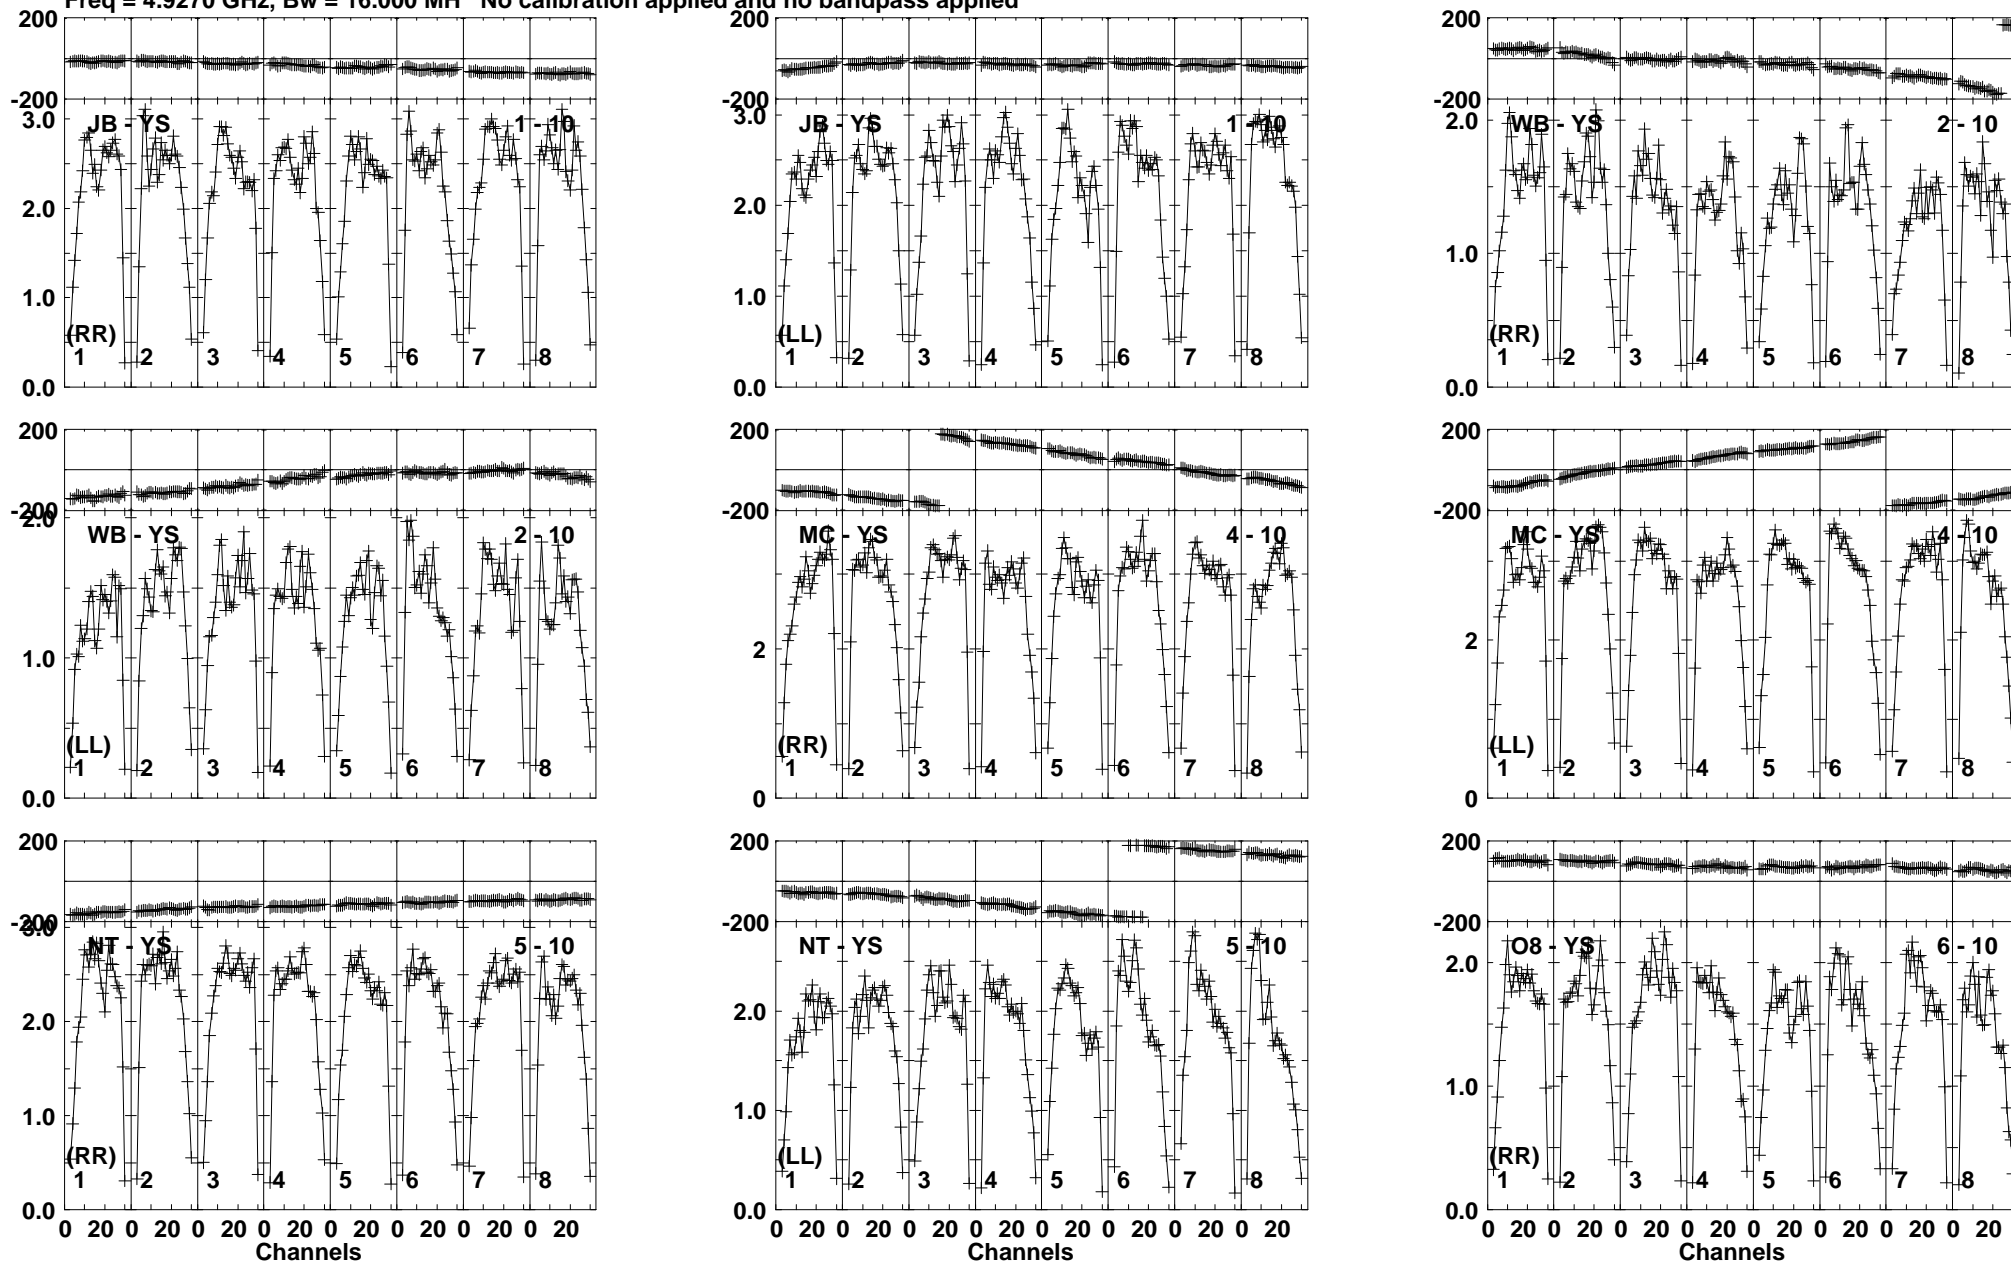 Freq = 4.9270 GHz, Bw = 16.000 MH No calibration applied and no bandpass applied
200 200 200
-200 -200 -200
3.0 JB - YS 1 - 10 3.0 JB - YS 1 - 10 2.0 WB - YS 2 - 10
2.0 2.0
1.0 1.0 1.0
(RR) (LL) (RR)
1 2 3 4 5 6 7 8 1 2 3 4 5 6 7 8 1 2 3 4 5 6 7 8
0.0 0.0 0.0
200 200 200
-200 -200 -200
2.0 WB - YS 2 - 10 MC - YS 4 - 10 MC - YS 4 - 10
1.0 2 2
(LL) (RR) (LL)
1 2 3 4 5 6 7 8 1 2 3 4 5 6 7 8 1 2 3 4 5 6 7 8
0.0 0 0
200 200 200
-200 -200 -200
3.0 NT - YS 5 - 10 NT - YS 5 - 10 O8 - YS 6 - 10
2.0 2.0 2.0
1.0 1.0 1.0
(RR) (LL) (RR)
1 2 3 4 5 6 7 8 1 2 3 4 5 6 7 8 1 2 3 4 5 6 7 8
0.0 0.0 0.0
0 20 0 20 0 20 0 20 0 20 0 20 0 20 0 20 0 20 0 20 0 20 0 20 0 20 0 20 0 20 0 20 0 20 0 20 0 20 0 20 0 20 0 20 0 20 0 20
Channels Channels Channels